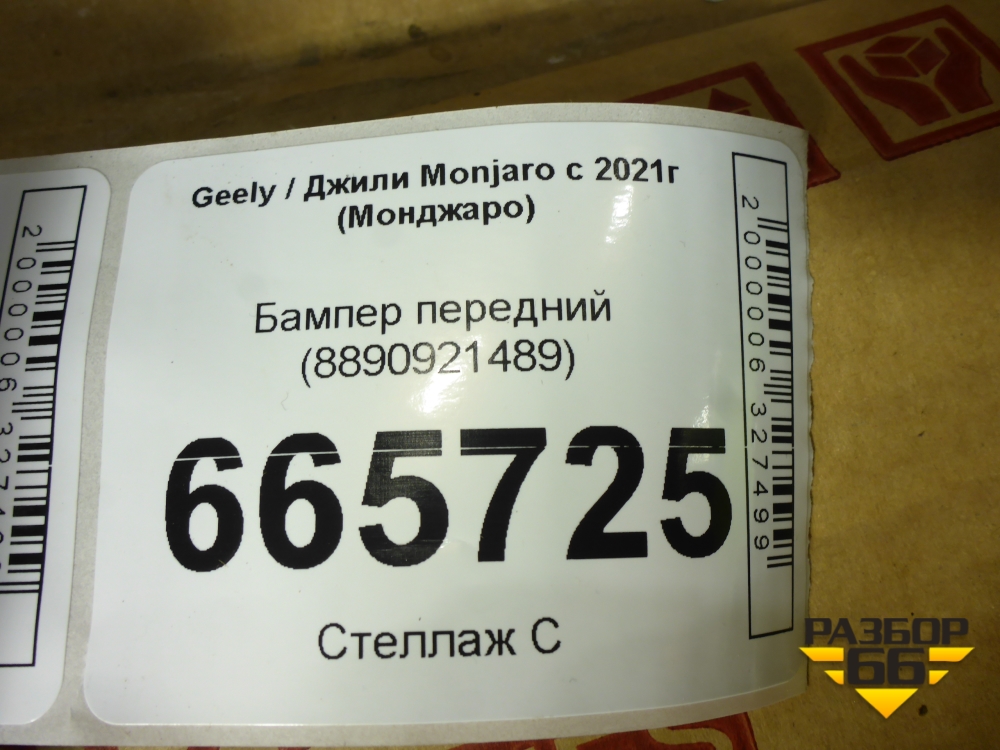 Geely / Джили Monjaro с 2021г
(Монджаро)
Бампер передний
(8890921489)
665725
Стеллаж С
2000006327499
РАЗБОР
66